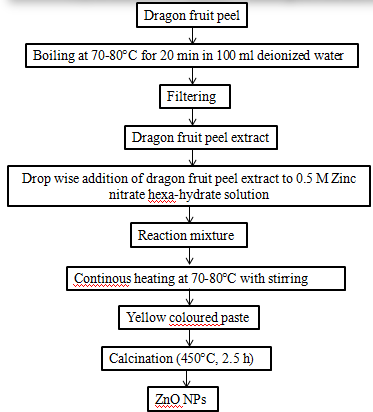 Dragon fruit peel
Boiling at 70-80°C for 20 min in 100 ml deionized water
Filtering
Dragon fruit peel extract
Drop wise addition of dragon fruit peel extract to 0.5 M Zinc
nitrate hexa-hydrate solution
Reaction mixture
Continous heating at 70-80°C with stirring
Yellow coloured paste
Calcination (450°C, 2.5 h)
ZnO NPs